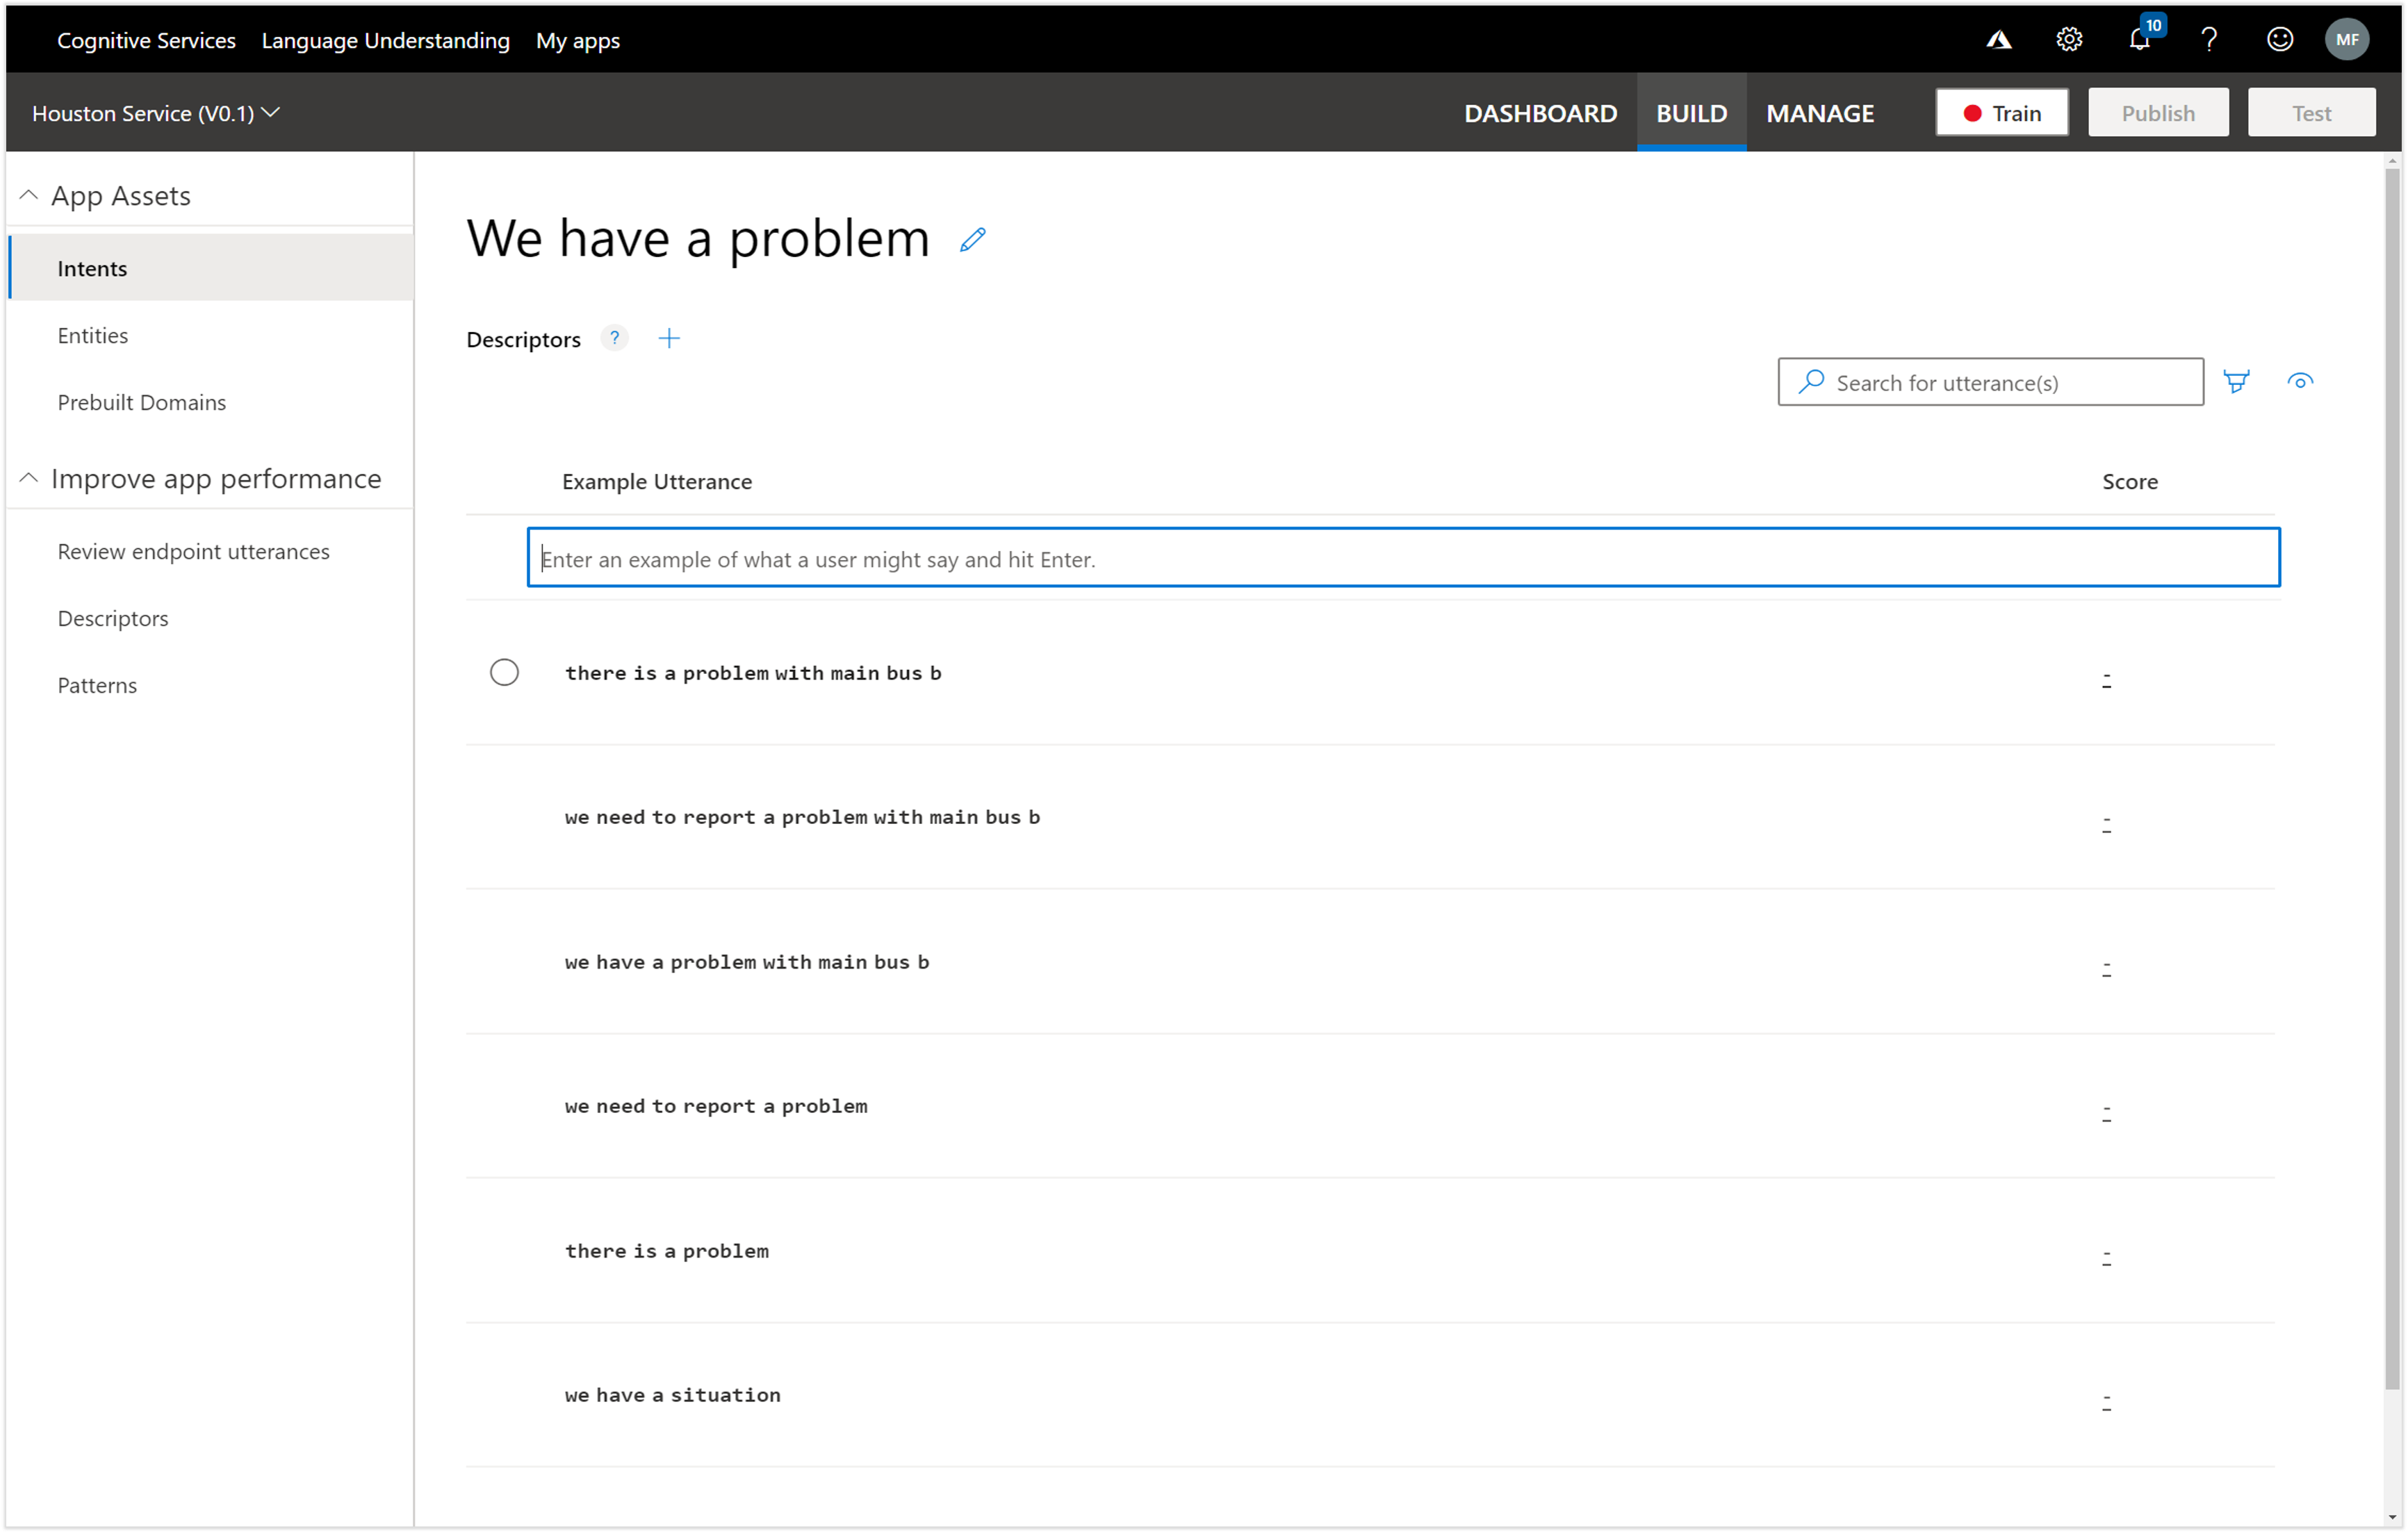 Cognitive Services Language Understanding My apps 10 ? MF
Houston Service (V0.1) DASHBOARD BUILD MANAGE Train Publish Test
App Assets
Intents
Entities
Prebuilt Domains
Improve app performance
Review endpoint utterances
Descriptors
Patterns
We have a problem
Descriptors ? +
Search for utterance(s)
Example Utterance Score
Enter an example of what a user might say and hit Enter.
there is a problem with main bus b -
we need to report a problem with main bus b -
we have a problem with main bus b -
we need to report a problem -
there is a problem -
we have a situation -